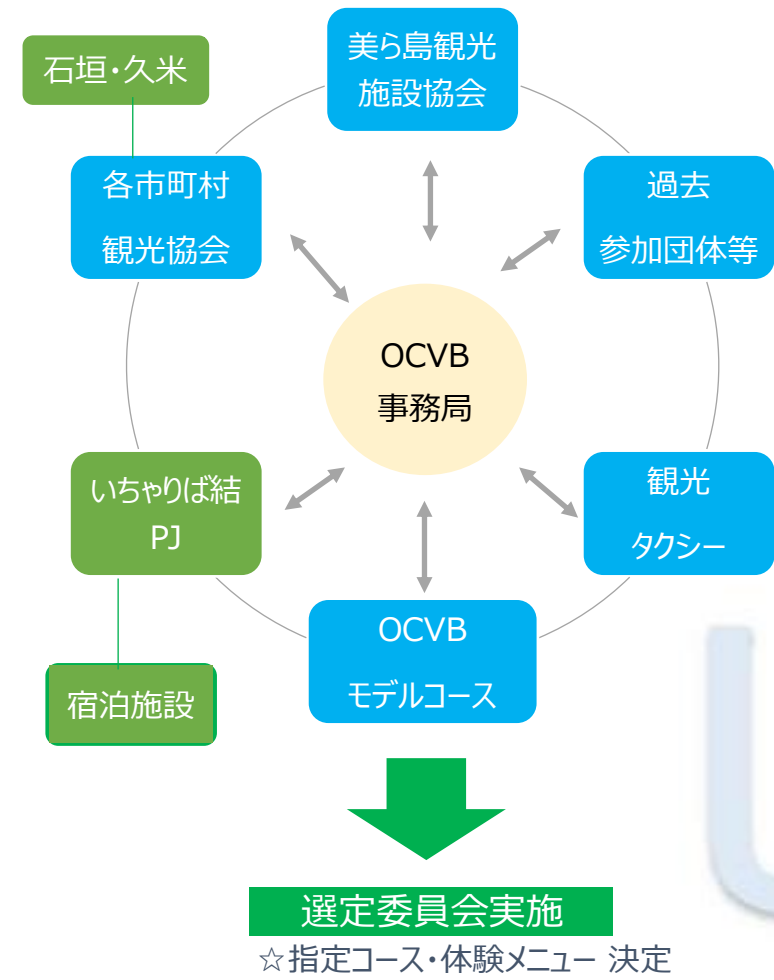 美ら島観光
施設協会
石垣・久米
各市町村
観光協会
過去
参加団体等
OCVB
事務局
いちゃりば結
PJ
観光
タクシー
OCVB
モデルコース
宿泊施設
選定委員会実施
☆指定コース・体験メニュー 決定